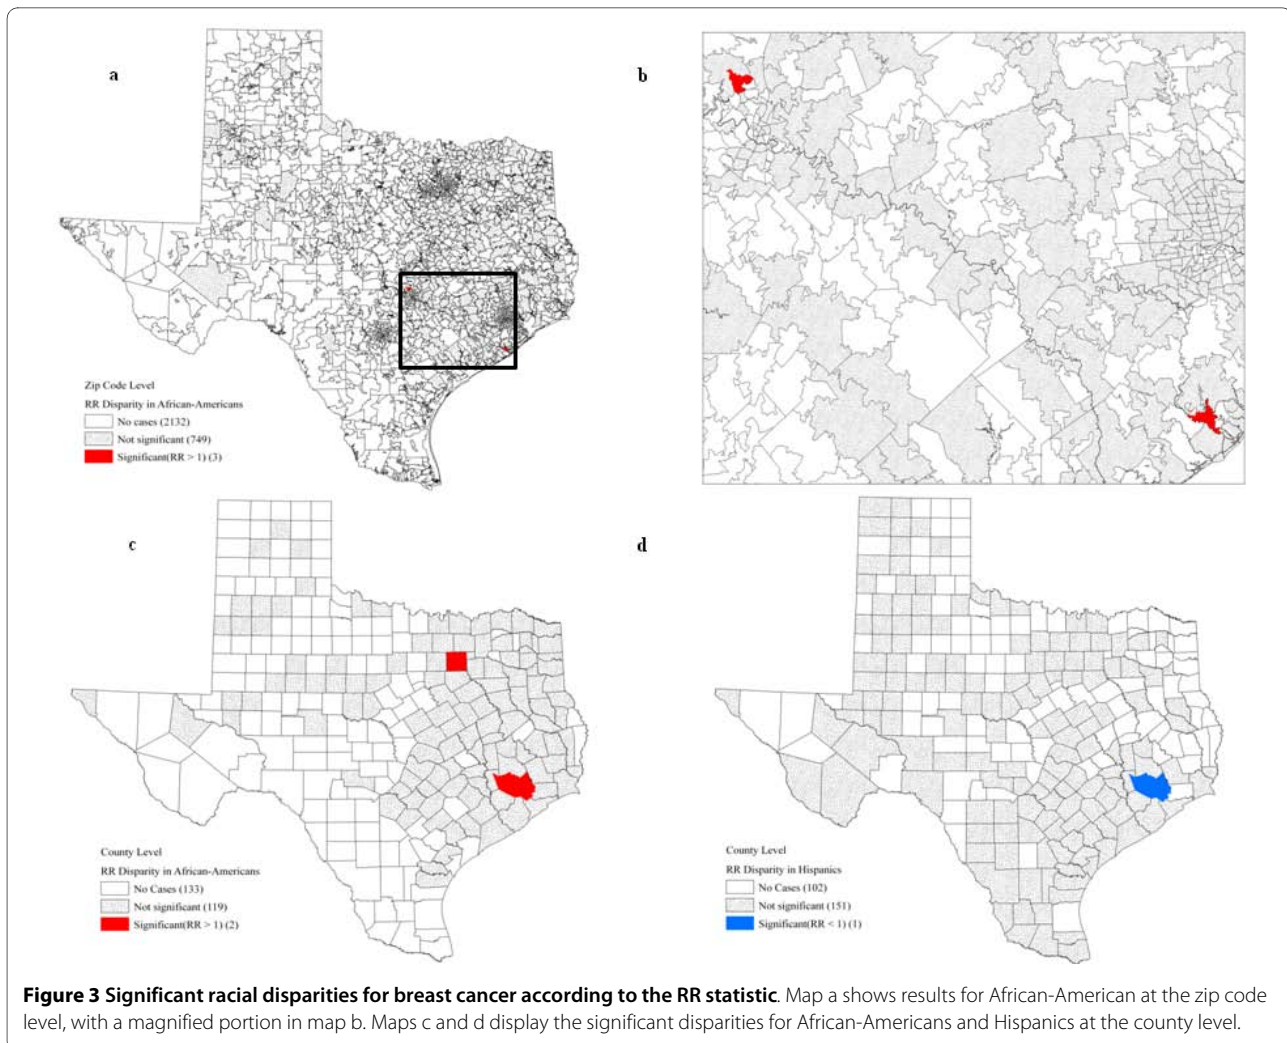 a
b
Zip Code Level
RR Disparity in African-Americans
No cases (2132)
Not significant (749)
Significant(RR > 1) (3)
c
d
County Level
RR Disparity in African-Americans
No Cases (133)
Not significant (119)
Significant(RR > 1) (2)
County Level
RR Disparity in Hispanics
No Cases (102)
Not significant (151)
Significant(RR < 1) (1)
Figure 3 Significant racial disparities for breast cancer according to the RR statistic. Map a shows results for African-American at the zip code
level, with a magnified portion in map b. Maps c and d display the significant disparities for African-Americans and Hispanics at the county level.